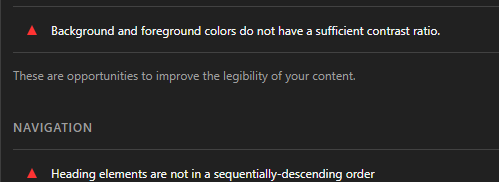 Background and foreground colors do not have a sufficient contrast ratio.
These are opportunities to improve the legibility of your content.
NAVIGATION
Heading elements are not in a sequentially-descending order